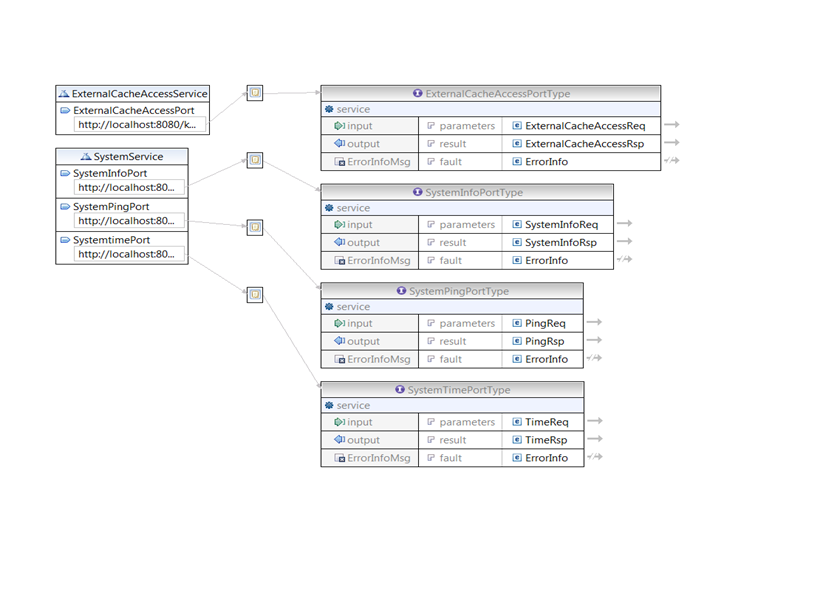 ExternalCacheAccessService
ExternalCacheAccessPort
http://localhost:8080/k...
SystemService
SystemInfoPort
http://localhost:80...
SystemPingPort
http://localhost:80...
SystemtimePort
http://localhost:80...
ExternalCacheAccessPortType
service
input parameters ExternalCacheAccessReq
output result ExternalCacheAccessRsp
ErrorInfoMsg fault ErrorInfo
SystemInfoPortType
service
input parameters SystemInfoReq
output result SystemInfoRsp
ErrorInfoMsg fault ErrorInfo
SystemPingPortType
service
input parameters PingReq
output result PingRsp
ErrorInfoMsg fault ErrorInfo
SystemTimePortType
service
input parameters TimeReq
output result TimeRsp
ErrorInfoMsg fault ErrorInfo